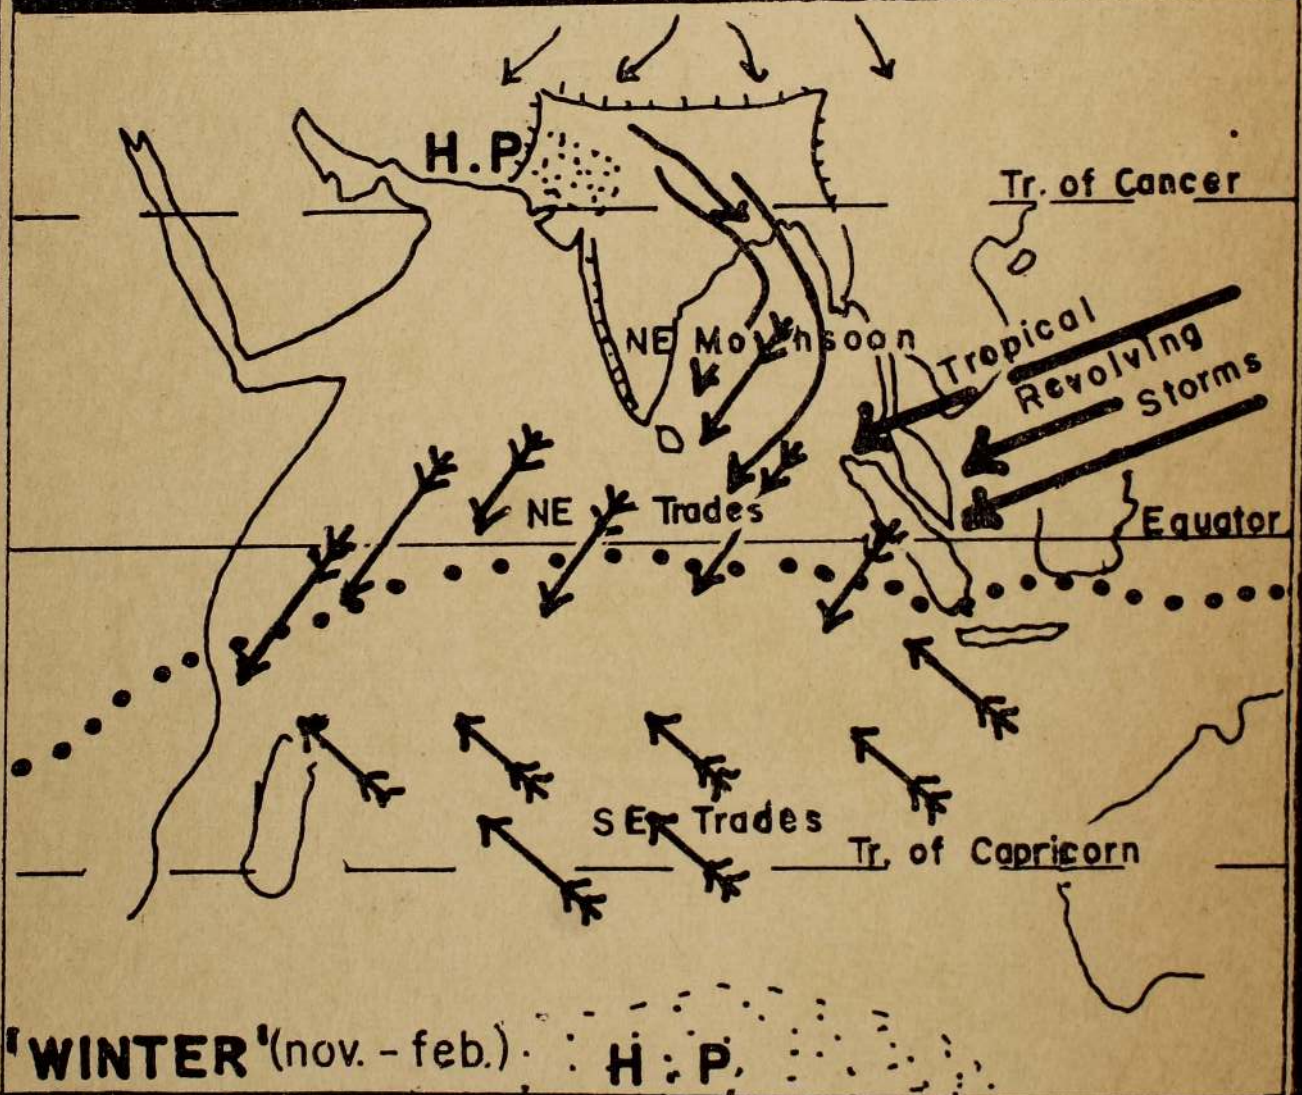 H.P
Tr. of Cancer
NE Monsoon
Tropical
Revolving
Storms
NE Trades
Equator
SE Trades
Tr. of Capricorn
'WINTER' (nov. - feb.)
H.P.